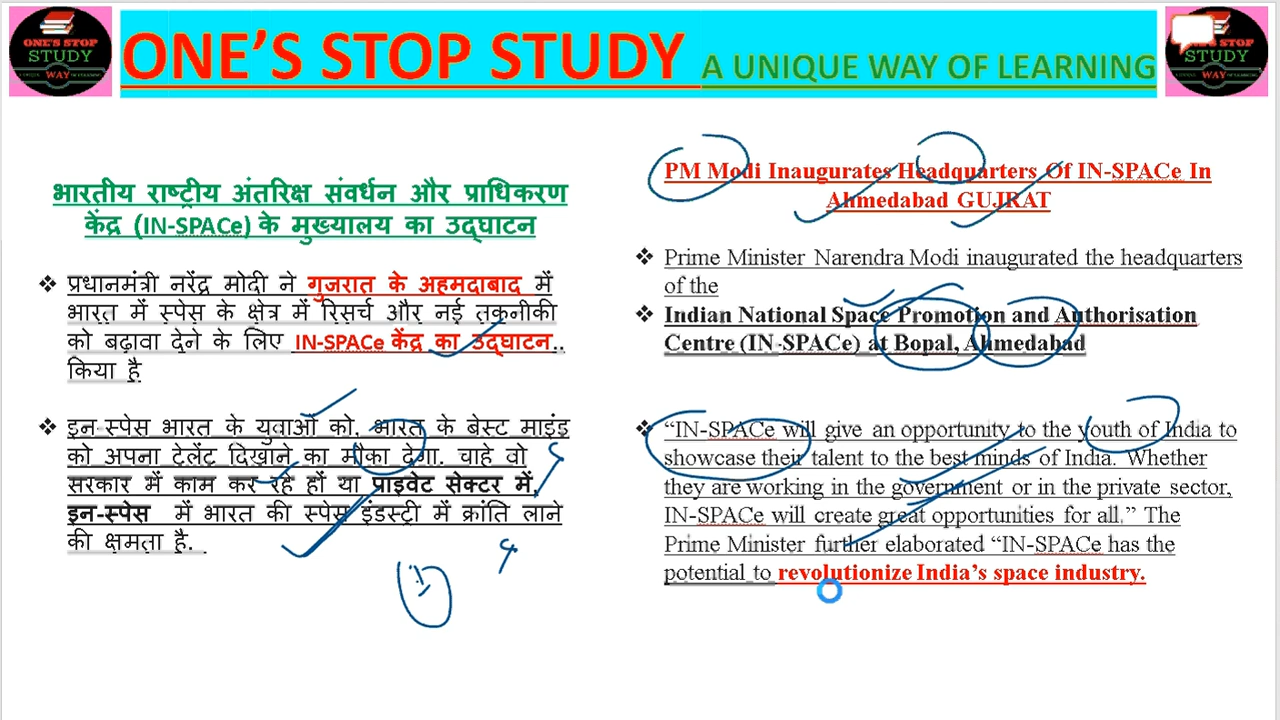 ONE'S STOP
STUDY
WAY
ONE'S STOP STUDY A UNIQUE WAY OF LEARNING
STOP
STUDY
WAY
भारतीय राष्ट्रीय अंतरिक्ष संवर्धन और प्राधिकरण
केंद्र (IN-SPACe) के मुख्यालय का उद्घाटन
❖ प्रधानमंत्री नरेंद्र मोदी ने गुजरात के अहमदाबाद में
भारत में स्पेस के क्षेत्र में रिसर्च और नई तकनीकी
को बढ़ावा देने के लिए IN-SPACe केंद्र का उद्घाटन..
किया है
❖ इन-स्पेस भारत के युवाओं को, भारत के बेस्ट माइंड
को अपना टेलेंट दिखाने का मौका देगा. चाहे वो
सरकार में काम कर रहे हों या प्राइवेट सेक्टर में,
इन-स्पेस में भारत की स्पेस इंडस्ट्री में क्रांति लाने
की क्षमता है.
PM Modi Inaugurates Headquarters Of IN-SPACe In
Ahmedabad GUJRAT
❖ Prime Minister Narendra Modi inaugurated the headquarters
of the
❖ Indian National Space Promotion and Authorisation
Centre (IN-SPACe) at Bopal, Ahmedabad
❖ “IN-SPACe will give an opportunity to the youth of India to
showcase their talent to the best minds of India. Whether
they are working in the government or in the private sector,
IN-SPACe will create great opportunities for all.” The
Prime Minister further elaborated “IN-SPACe has the
potential to revolutionize India’s space industry.